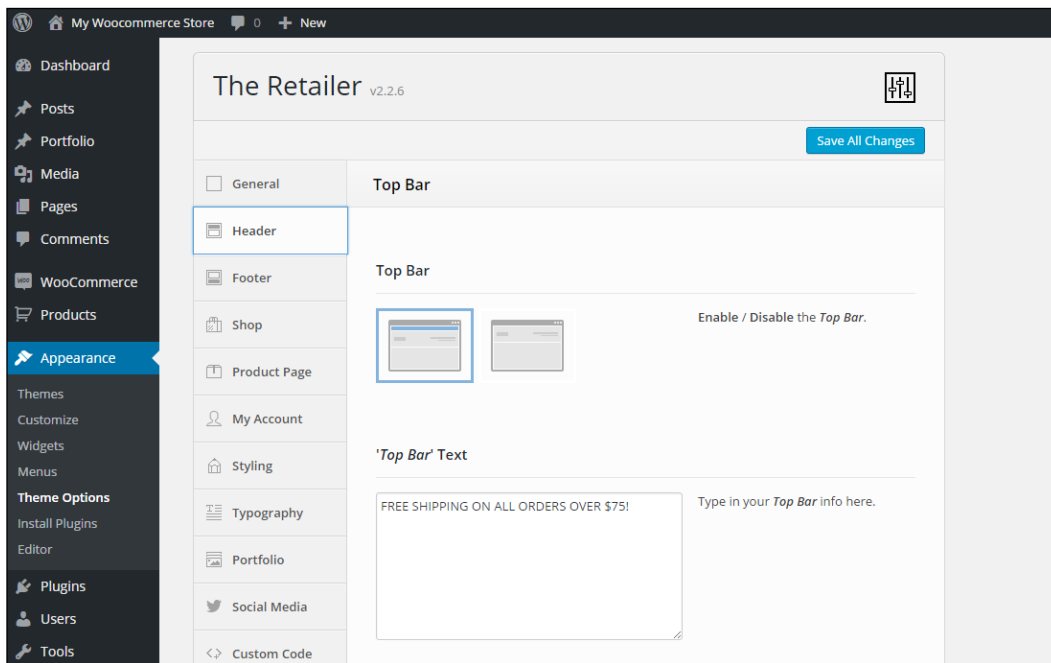 My Woocommerce Store 0 New
Dashboard
Posts
Portfolio
Media
Pages
Comments
WooCommerce
Products
Appearance
Themes
Customize
Widgets
Menus
Theme Options
Install Plugins
Editor
Plugins
Users
Tools
The Retailer v2.2.6
Save All Changes
General
Header
Footer
Shop
Product Page
My Account
Styling
Typography
Portfolio
Social Media
Custom Code
Top Bar
Top Bar
Enable / Disable the Top Bar.
'Top Bar' Text
FREE SHIPPING ON ALL ORDERS OVER $75!
Type in your Top Bar info here.